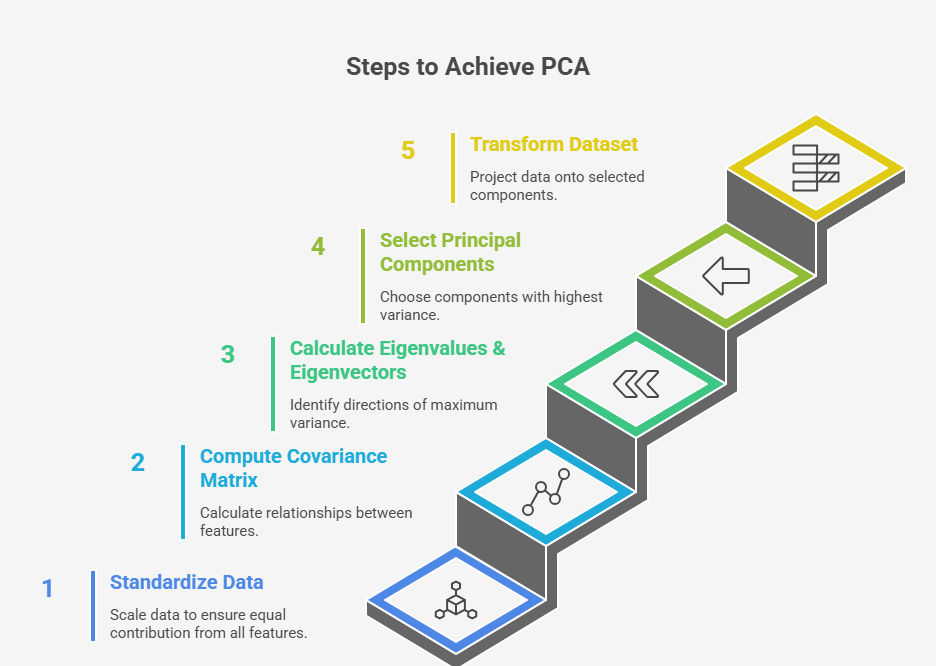 Steps to Achieve PCA
5
Transform Dataset
Project data onto selected
components.
4
Select Principal
Components
Choose components with highest
variance.
3
Calculate Eigenvalues &
Eigenvectors
Identify directions of maximum
variance.
2
Compute Covariance
Matrix
Calculate relationships between
features.
1
Standardize Data
Scale data to ensure equal
contribution from all features.